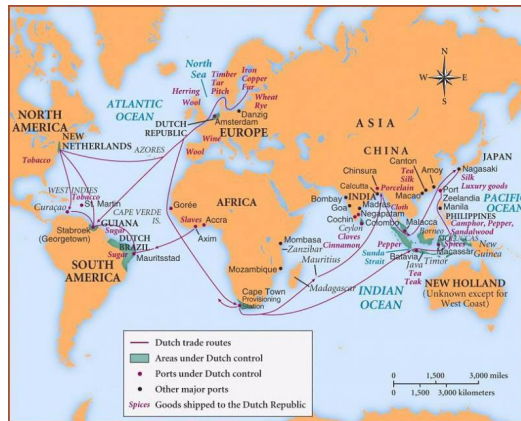 North
Sea
Timber
Tar
Pitch
Iron
Copper
Fur
Herring
Wool
Wheat
Rye
ATLANTIC
OCEAN
DUTCH
REPUBLIC
Amsterdam
Danzig
EUROPE
Wine
Wool
NORTH
AMERICA
NEW
NETHERLANDS
Tobacco
AZORES
WEST INDIES
Tobacco
St. Martin
Curaçao
CAPE VERDE
IS.
GUIANA
Stabroek
(Georgetown)
Sugar
DUTCH
BRAZIL
Sugar
Mauritsstad
SOUTH
AMERICA
Gorée
AFRICA
Slaves
Accra
Axim
Mombasa
Zanzibar
Mozambique
Mauritius
Madagascar
Cape Town
Provisioning
Station
INDIAN
OCEAN
N
W
E
S
ASIA
CHINA
JAPAN
Nagasaki
Silk
Luxury goods
PACIFIC
OCEAN
Canton
Tea
Silk
Amoy
Macao
Chinsura
Calcutta
Porcelain
Bombay
INDIA
Goa
Madras
Cloth
Cochin
Negapatam
Colombo
Ceylon
Cloves
Cinnamon
Port
Zeelandia
Manila
PHILIPPINES
Camphor, Pepper,
Sandalwood
Malacca
Borneo
Spices
Macassar
New
Guinea
Pepper
Sunda
Strait
Batavia
Java
Timor
Tea
Teak
NEW HOLLAND
(Unknown except for
West Coast)
Dutch trade routes
Areas under Dutch control
Ports under Dutch control
Other major ports
Spices Goods shipped to the Dutch Republic
0 1,500 3,000 miles
0 1,500 3,000 kilometers